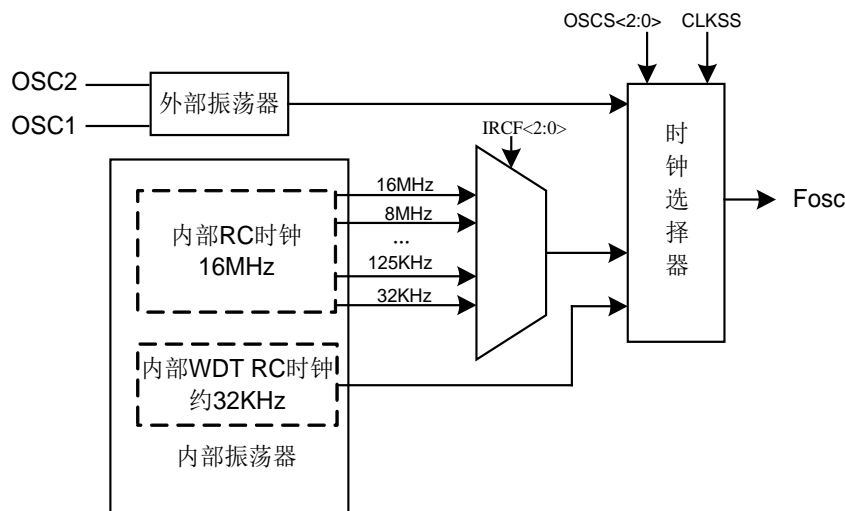 OSCS<2:0>
CLKSS
OSC2
OSC1
外部振荡器
IRCF<2:0>
时钟选择器
Fosc
16MHz
8MHz
...
125KHz
32KHz
内部RC时钟
16MHz
内部WDT RC时钟
约32KHz
内部振荡器